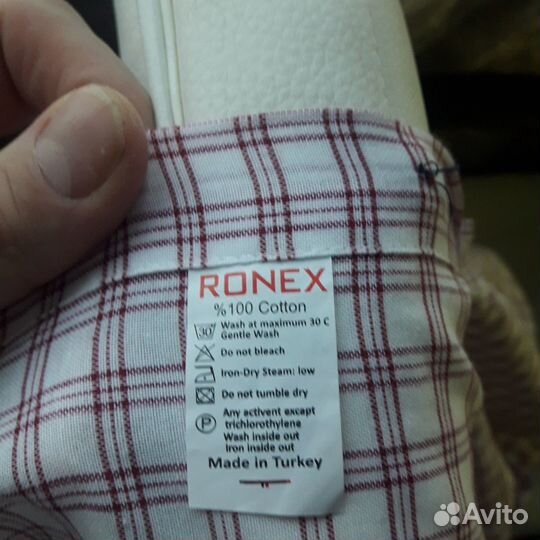 RONEX
%100 Cotton
30
Wash at maximum 30 C
Gentle Wash
Do not bleach
Iron-Dry Steam: low
Do not tumble dry
P
Any activent except
trichlorothylene
Wash inside out
Iron inside out
Made in Turkey
Avito